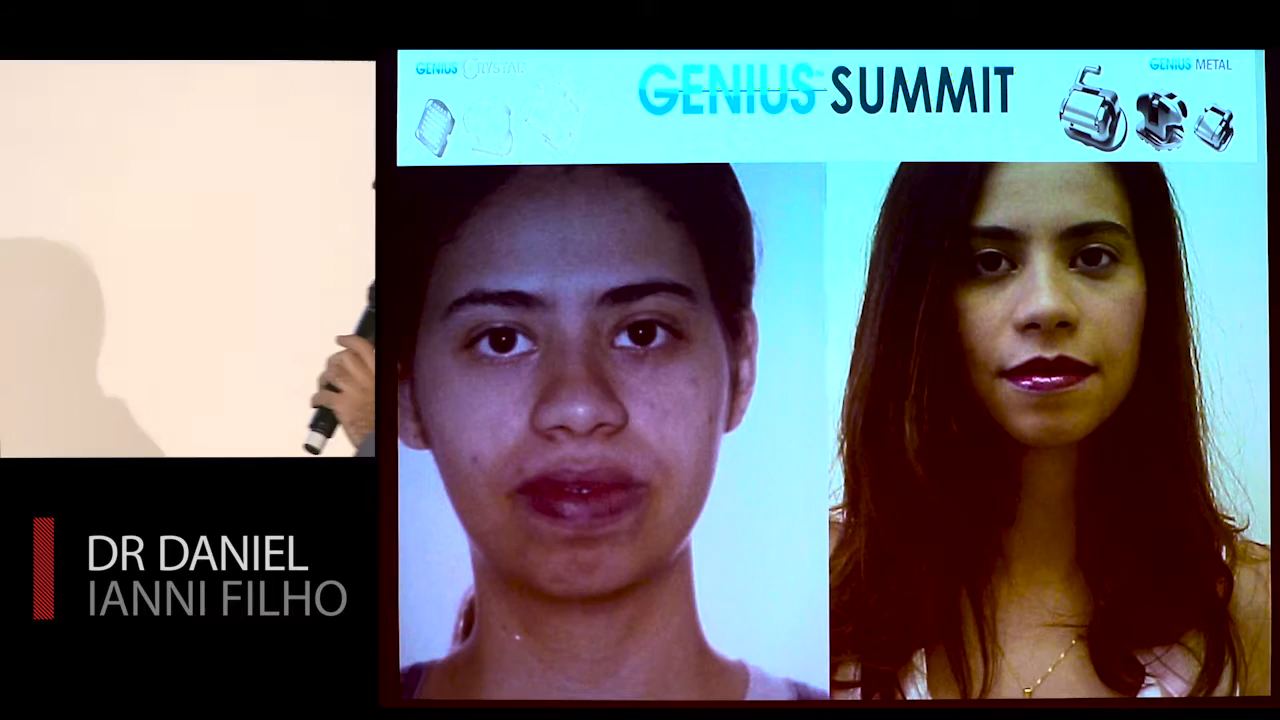 GENIUS CRYSTAL
GENIUS SUMMIT
GENIUS METAL
DR DANIEL
IANNI FILHO